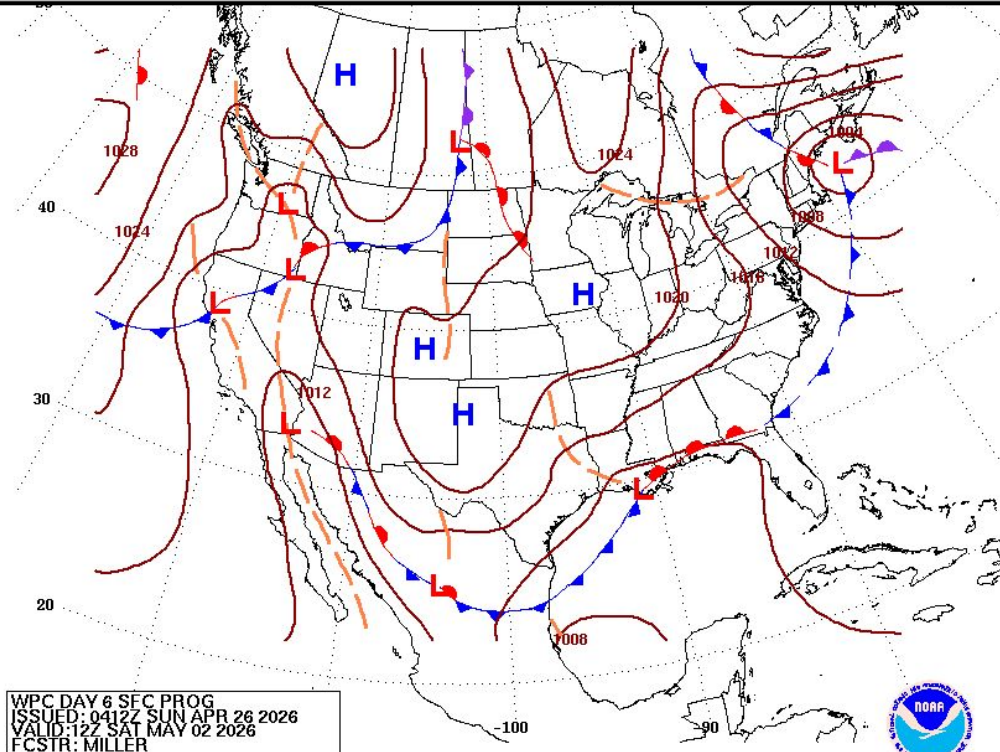 H
1004
L
L
1028
1024
40
L
1008
1024
1012
L
1016
L
H
1020
L
H
1012
30
H
L
L
L
20
1008
WPC DAY 6 SFC PROG
ISSUED: 0412Z SUN APR 26 2026
VALID:12Z SAT MAY 02 2026
FCSTR: MILLER
-100
-90
NOAA